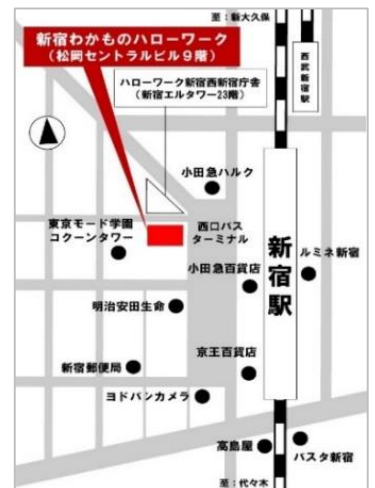 至：新大久保
新宿わかものハローワーク
（松岡セントラルビル９階）
西武新宿駅
ハローワーク新宿西新宿庁舎
（新宿エルタワー23階）
小田急ハルク
東京モード学園
コクーンタワー
西口バス
ターミナル
新宿駅
ルミネ新宿
小田急百貨店
明治安田生命
京王百貨店
新宿郵便局
ヨドバシカメラ
高島屋
バスタ新宿
至：代々木